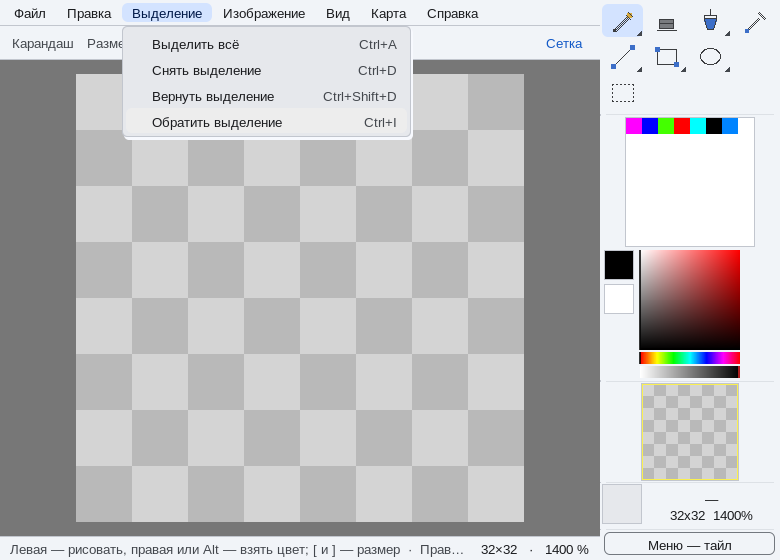 Файл Правка Выделение Изображение Вид Карта Справка
Карандаш Сетка
Выделить всё Ctrl+A
Снять выделение Ctrl+D
Вернуть выделение Ctrl+Shift+D
Обратить выделение Ctrl+I
—
32x32 1400%
Меню — тайл
Левая — рисовать, правая или Alt — взять цвет; [ и ] — размер · Прав… 32×32 · 1400 %